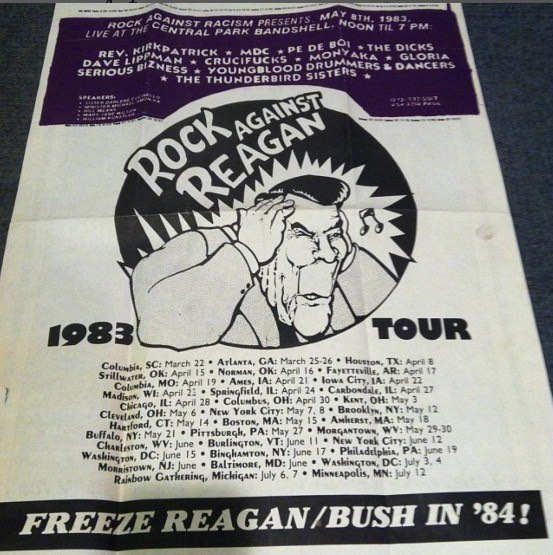 ROCK AGAINST RACISM PRESENTS, MAY 8TH, 1983,
LIVE AT THE CENTRAL PARK BANDSHELL, NOON TIL 7 PM:
REV. KIRKPATRICK * MDC * PE DE BOI * THE DICKS
DAVE LIPPMAN * CRUCIFUCKS * MONYAKA * GLORIA
SERIOUS BIZNESS * YOUNGBLOOD DRUMMERS & DANCERS
* THE THUNDERBIRD SISTERS *
SPEAKERS:
ROCK AGAINST
REAGAN
1983 TOUR
Columbia, SC: March 22 • Atlanta, GA: March 25-26 • Houston, TX: April 8
Stillwater, OK: April 15 • Norman, OK: April 16 • Fayetteville, AR: April 17
Columbia, MO: April 19 • Ames, IA: April 21 • Iowa City, IA: April 22
Madison, WI: April 23 • Springfield, IL: April 24 • Carbondale, IL: April 27
Chicago, IL: April 28 • Columbus, OH: April 30 • Kent, OH: May 3
Cleveland, OH: May 6 • New York City: May 7, 8 • Brooklyn, NY: May 12
Hartford, CT: May 14 • Boston, MA: May 15 • Amherst, MA: May 18
Buffalo, NY: May 21 • Pittsburgh, PA: May 27 • Morgantown, WV: May 29-30
Charleston, WV: June • Burlington, VT: June 11 • New York City: June 12
Washington, DC: June 15 • Binghamton, NY: June 17 • Philadelphia, PA: June 19
Morristown, NJ: June • Baltimore, MD: June • Washington, DC: July 3, 4
Rainbow Gathering, Michigan: July 6, 7 • Minneapolis, MN: July 12
FREEZE REAGAN/BUSH IN '84!